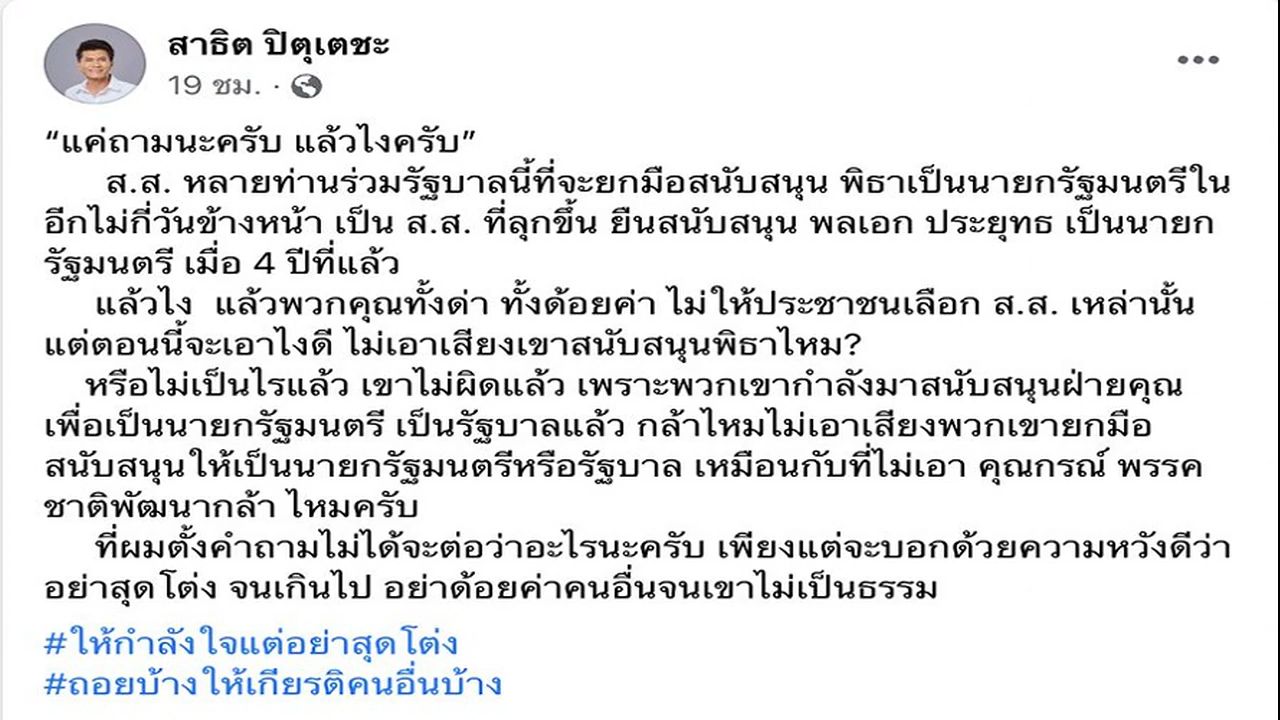 สาธิต ปิตุเตชะ
19 ชม. ·
“แค่ถามนะครับ แล้วไงครับ”
ส.ส. หลายท่านร่วมรัฐบาลนี้ที่จะยกมือสนับสนุน พิธาเป็นนายกรัฐมนตรีใน
อีกไม่กี่วันข้างหน้า เป็น ส.ส. ที่ลุกขึ้น ยืนสนับสนุน พลเอก ประยุทธ เป็นนายก
รัฐมนตรี เมื่อ 4 ปีที่แล้ว
แล้วไง แล้วพวกคุณทั้งด่า ทั้งด้อยค่า ไม่ให้ประชาชนเลือก ส.ส. เหล่านั้น
แต่ตอนนี้จะเอาไงดี ไม่เอาเสียงเขาสนับสนุนพิธาไหม?
หรือไม่เป็นไรแล้ว เขาไม่ผิดแล้ว เพราะพวกเขากำลังมาสนับสนุนฝ่ายคุณ
เพื่อเป็นนายกรัฐมนตรี เป็นรัฐบาลแล้ว กล้าไหมไม่เอาเสียงพวกเขายกมือ
สนับสนุนให้เป็นนายกรัฐมนตรีหรือรัฐบาล เหมือนกับที่ไม่เอา คุณกรณ์ พรรค
ชาติพัฒนากล้า ไหมครับ
ที่ผมตั้งคำถามไม่ได้จะต่อว่าอะไรนะครับ เพียงแต่จะบอกด้วยความหวังดีว่า
อย่าสุดโต่ง จนเกินไป อย่าด้อยค่าคนอื่นจนเขาไม่เป็นธรรม
#ให้กำลังใจแต่อย่าสุดโต่ง
#ถอยบ้างให้เกียรติคนอื่นบ้าง